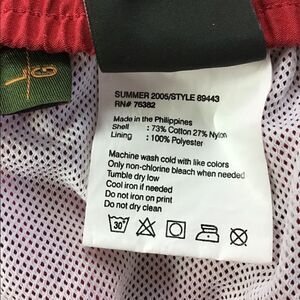 SUMMER 2005/STYLE 89443
RN# 76382
Made in the Philippines
Shell : 73% Cotton 27% Nylon
Lining : 100% Polyester
Machine wash cold with like colors
Only non-chlorine bleach when needed
Tumble dry low
Cool iron if needed
Do not iron on print
Do not dry clean
30°